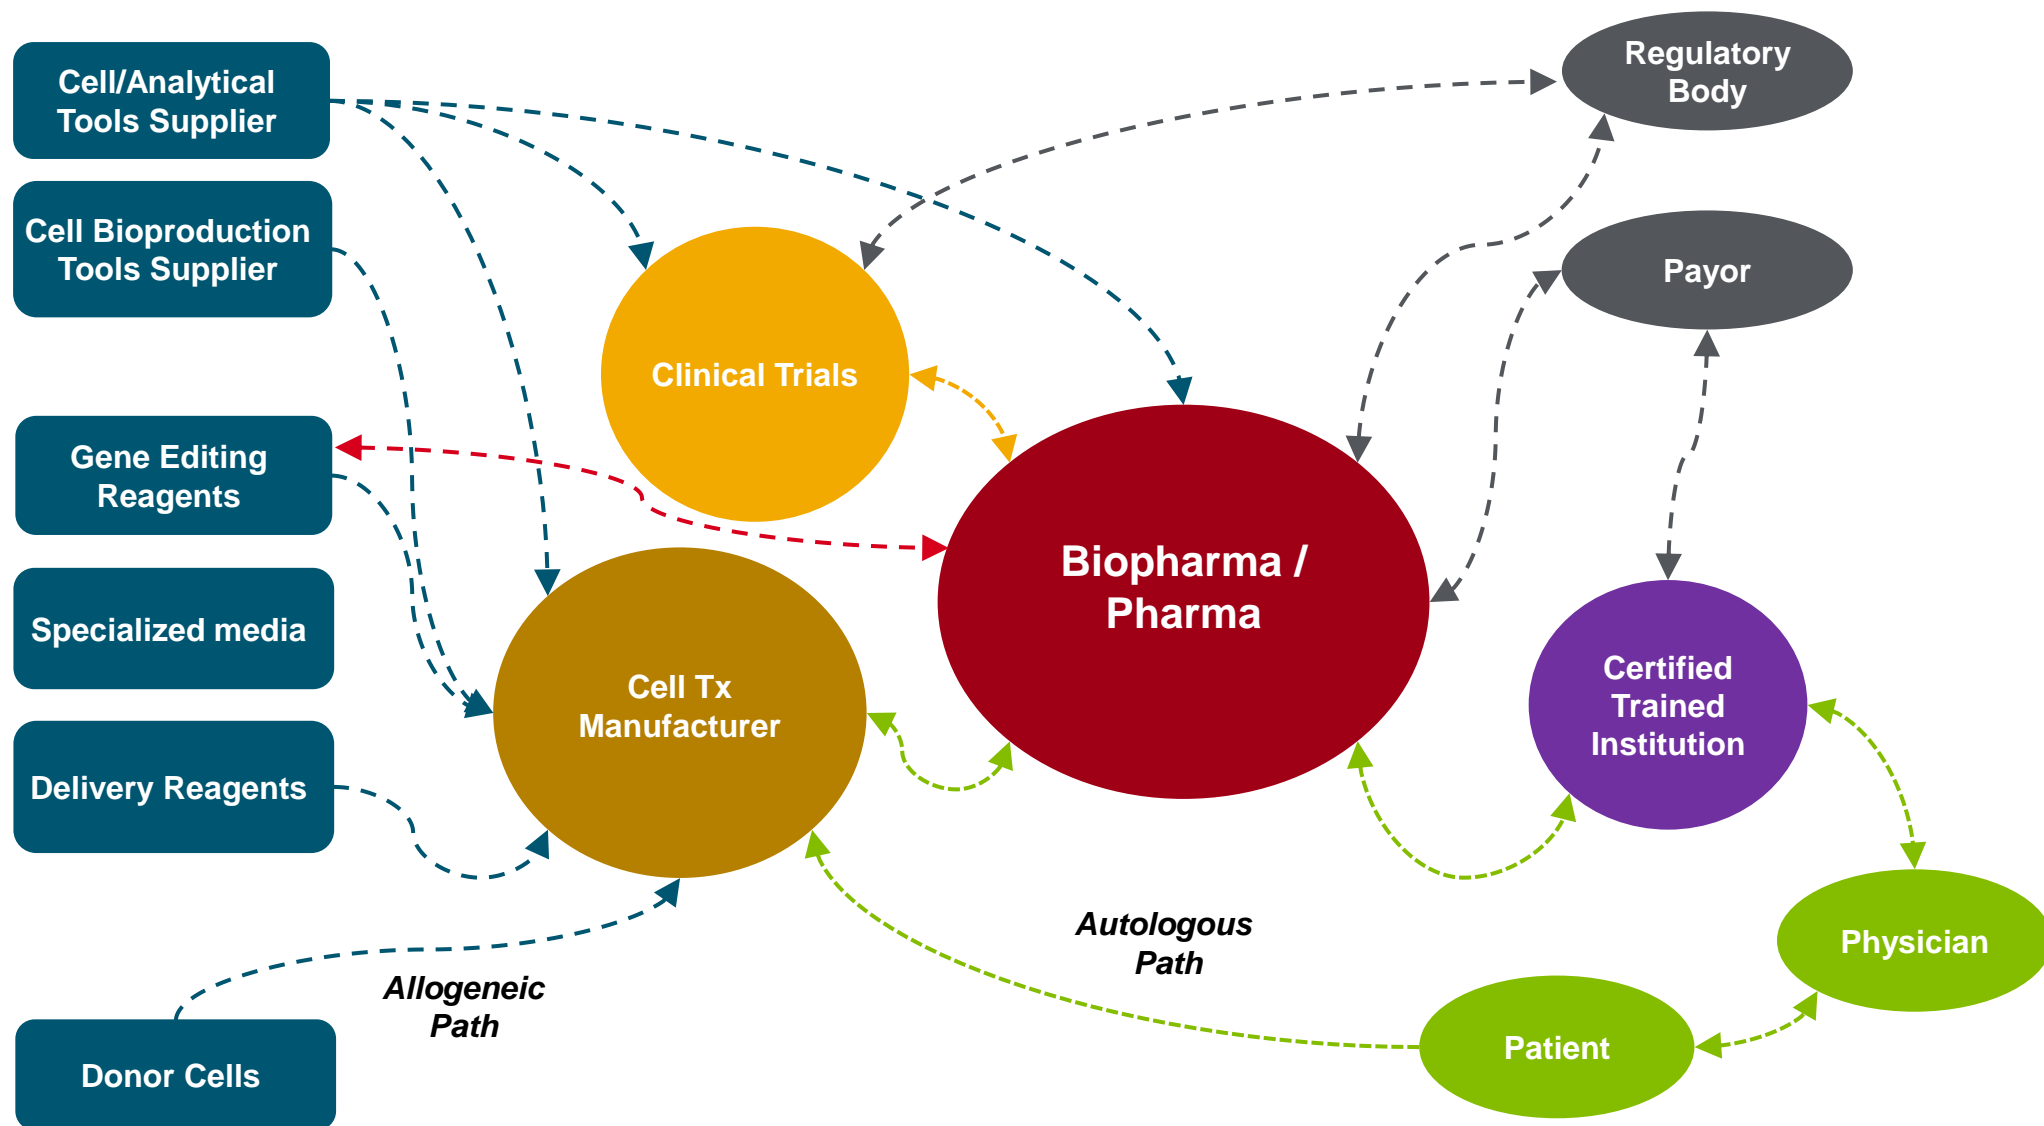 Cell/Analytical
Tools Supplier
Cell Bioproduction
Tools Supplier
Gene Editing
Reagents
Specialized media
Delivery Reagents
Donor Cells
Allogeneic
Path
Clinical Trials
Cell Tx
Manufacturer
Biopharma /
Pharma
Autologous
Path
Regulatory
Body
Payor
Certified
Trained
Institution
Physician
Patient